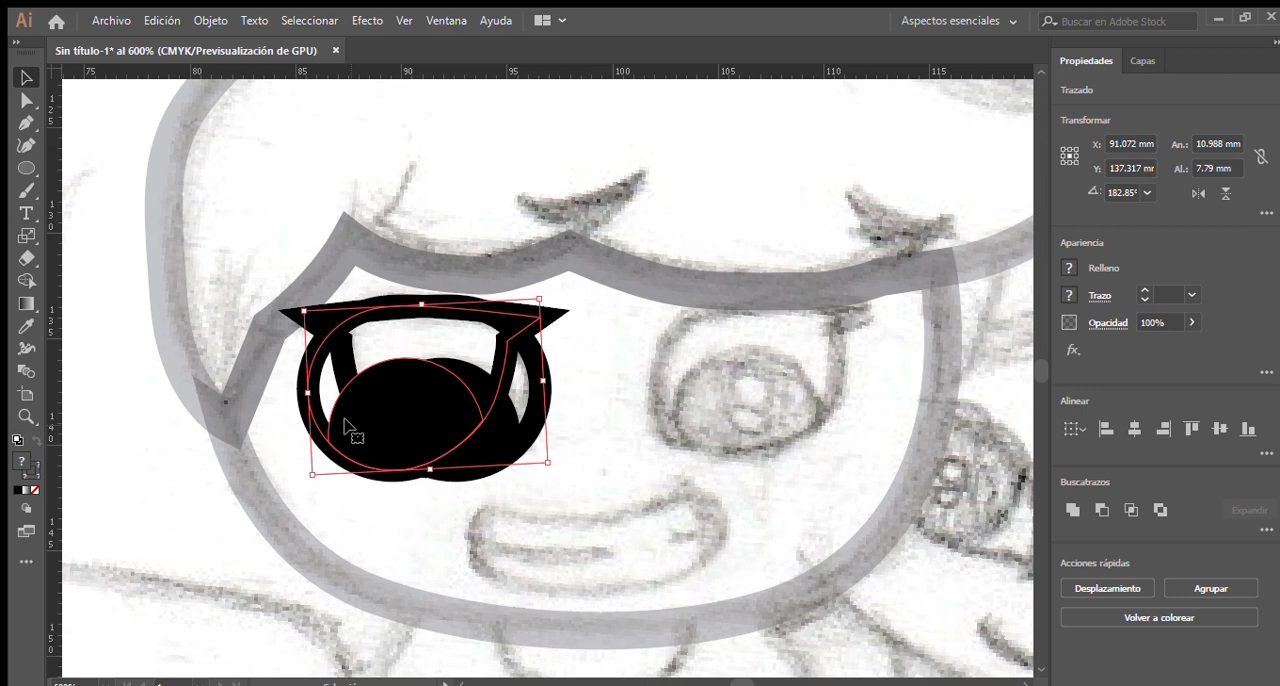 Ai Archivo Edición Objeto Texto Seleccionar Efecto Ver Ventana Ayuda Aspectos esenciales Buscar en Adobe Stock
Sin título-1* al 600% (CMYK/Previsualización de GPU) ×
75 80 85 90 95 100 105 110 115
Propiedades Capas
Trazado
Transformar
X: 91.072 mm An.: 10.988 mm
Y: 137.317 mr Al.: 7.79 mm
182.85°
Apariencia
? Relleno
? Trazo
Opacidad 100%
fx.
Alinear
Buscatrazos
Expandir
Acciones rápidas
Desplazamiento Agrupar
Volver a colorear